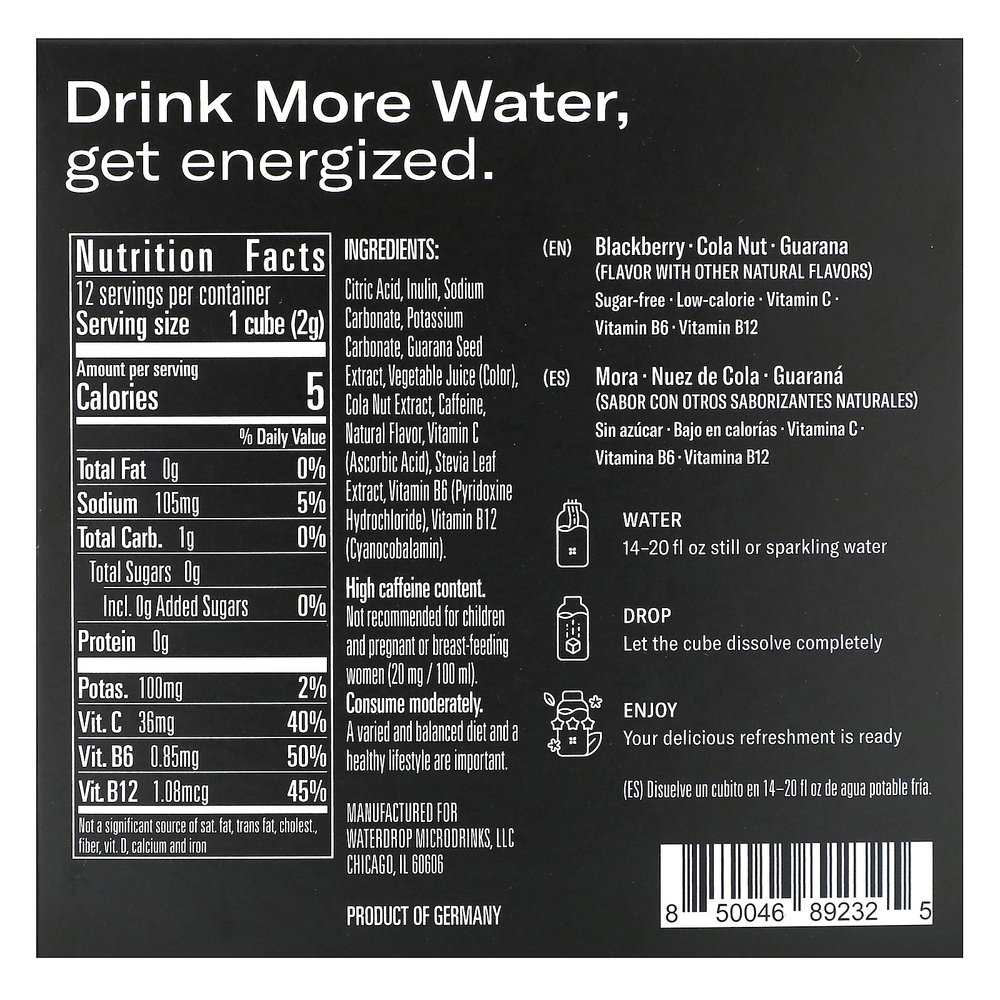 Drink More Water,
get energized.
Nutrition Facts
12 servings per container
Serving size 1 cube (2g)
Amount per serving
Calories 5
% Daily Value
Total Fat 0g 0%
Sodium 105mg 5%
Total Carb. 1g 0%
Total Sugars 0g
Incl. 0g Added Sugars 0%
Protein 0g
Potas. 100mg 2%
Vit. C 36mg 40%
Vit. B6 0.85mg 50%
Vit. B12 1.08mcg 45%
Not a significant source of sat. fat, trans fat, cholest.,
fiber, vit. D, calcium and iron
INGREDIENTS:
Citric Acid, Inulin, Sodium
Carbonate, Potassium
Carbonate, Guarana Seed
Extract, Vegetable Juice (Color),
Cola Nut Extract, Caffeine,
Natural Flavor, Vitamin C
(Ascorbic Acid), Stevia Leaf
Extract, Vitamin B6 (Pyridoxine
Hydrochloride), Vitamin B12
(Cyanocobalamin).
High caffeine content.
Not recommended for children
and pregnant or breast-feeding
women (20 mg / 100 ml).
Consume moderately.
A varied and balanced diet and a
healthy lifestyle are important.
MANUFACTURED FOR
WATERDROP MICRODRINKS, LLC
CHICAGO, IL 60606
PRODUCT OF GERMANY
(EN) Blackberry · Cola Nut · Guarana
(FLAVOR WITH OTHER NATURAL FLAVORS)
Sugar-free · Low-calorie · Vitamin C ·
Vitamin B6 · Vitamin B12
(ES) Mora · Nuez de Cola · Guaraná
(SABOR CON OTROS SABORIZANTES NATURALES)
Sin azúcar · Bajo en calorías · Vitamina C ·
Vitamina B6 · Vitamina B12
WATER
14–20 fl oz still or sparkling water
DROP
Let the cube dissolve completely
ENJOY
Your delicious refreshment is ready
(ES) Disuelve un cubito en 14–20 fl oz de agua potable fría.
8 50046 89232 5